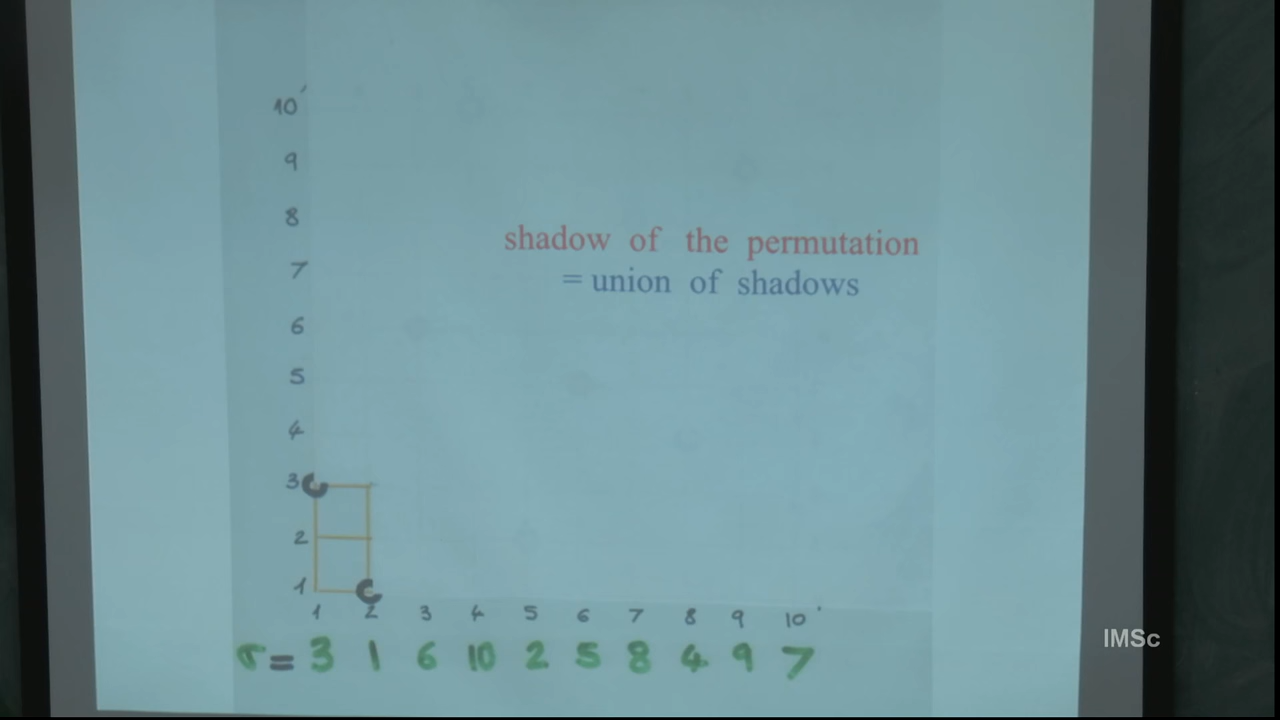 10
9
8
shadow of the permutation
7
= union of shadows
6
5
4
3
2
1
1 2 3 4 5 6 7 8 9 10
σ = 3 1 6 10 2 5 8 4 9 7
IMSc